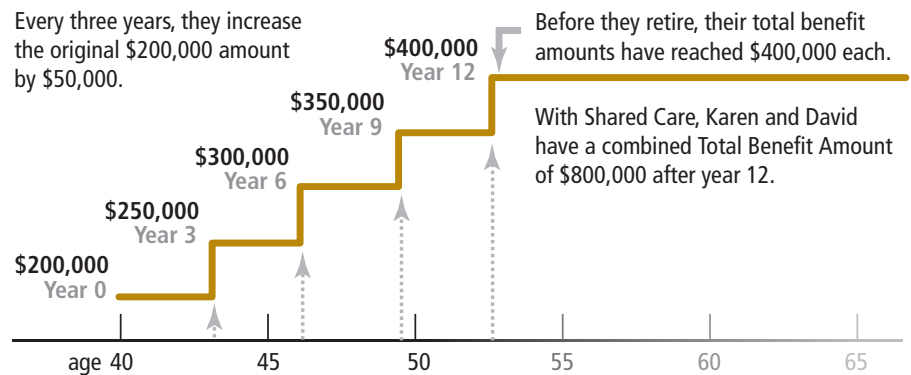 Every three years, they increase
the original $200,000 amount
by $50,000.
Before they retire, their total benefit
amounts have reached $400,000 each.
With Shared Care, Karen and David
have a combined Total Benefit Amount
of $800,000 after year 12.
$400,000
Year 12
$350,000
Year 9
$300,000
Year 6
$250,000
Year 3
$200,000
Year 0
age 40 45 50 55 60 65